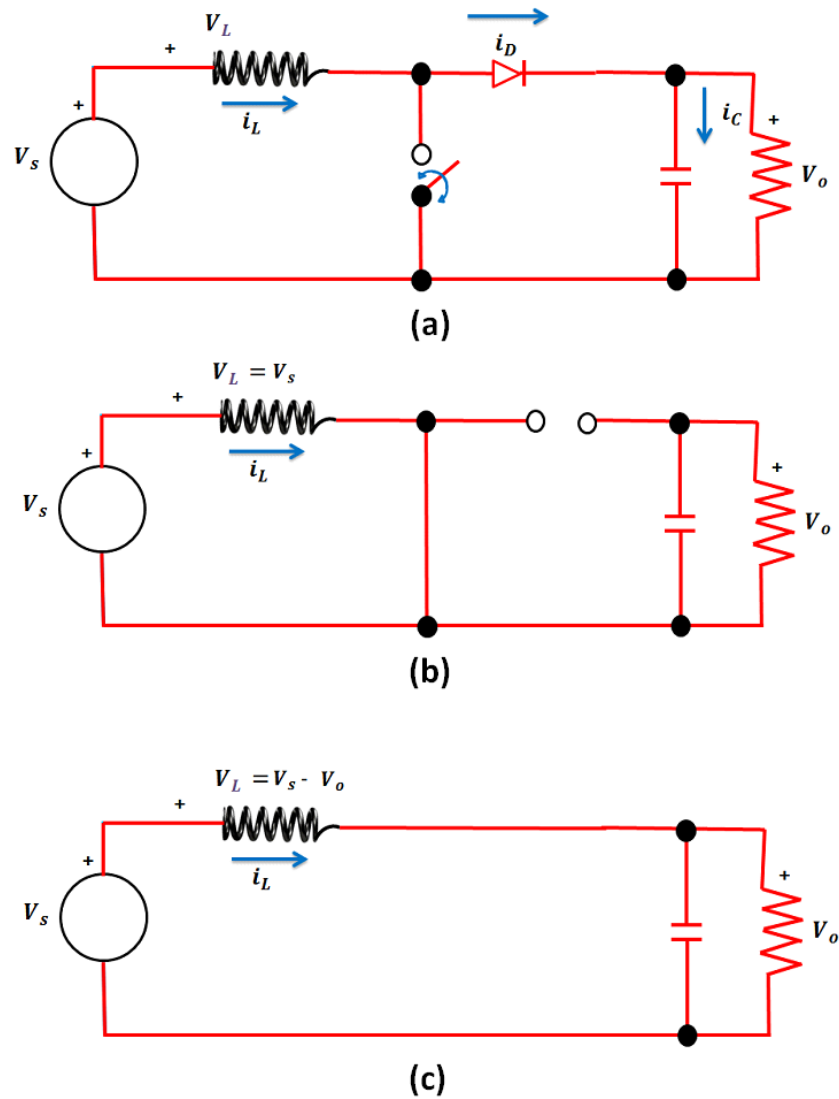 V_L
i_D
+
i_L
i_C
+
+
V_s
V_o
(a)
V_L = V_s
+
i_L
+
+
V_s
V_o
(b)
V_L = V_s - V_o
+
i_L
+
+
V_s
V_o
(c)